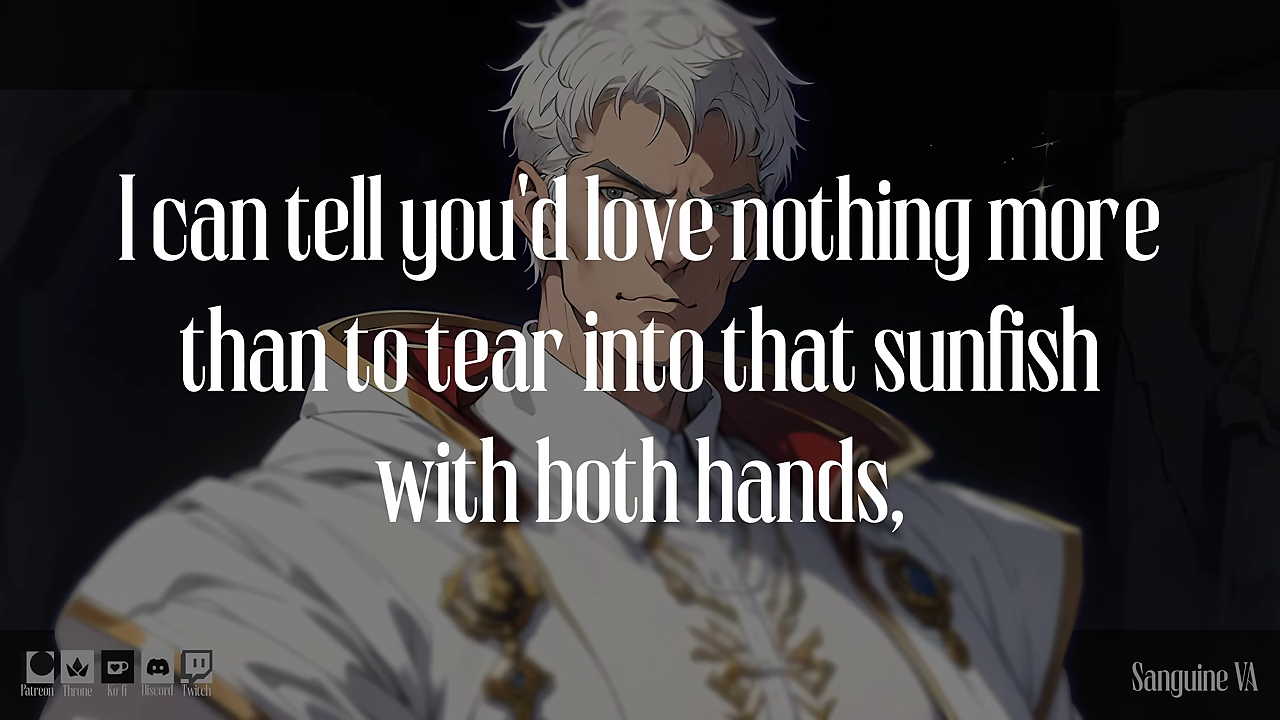 I can tell you'd love nothing more
than to tear into that sunfish
with both hands,
Patreon Throne Ko fi Discord Twitch
Sanguine VA